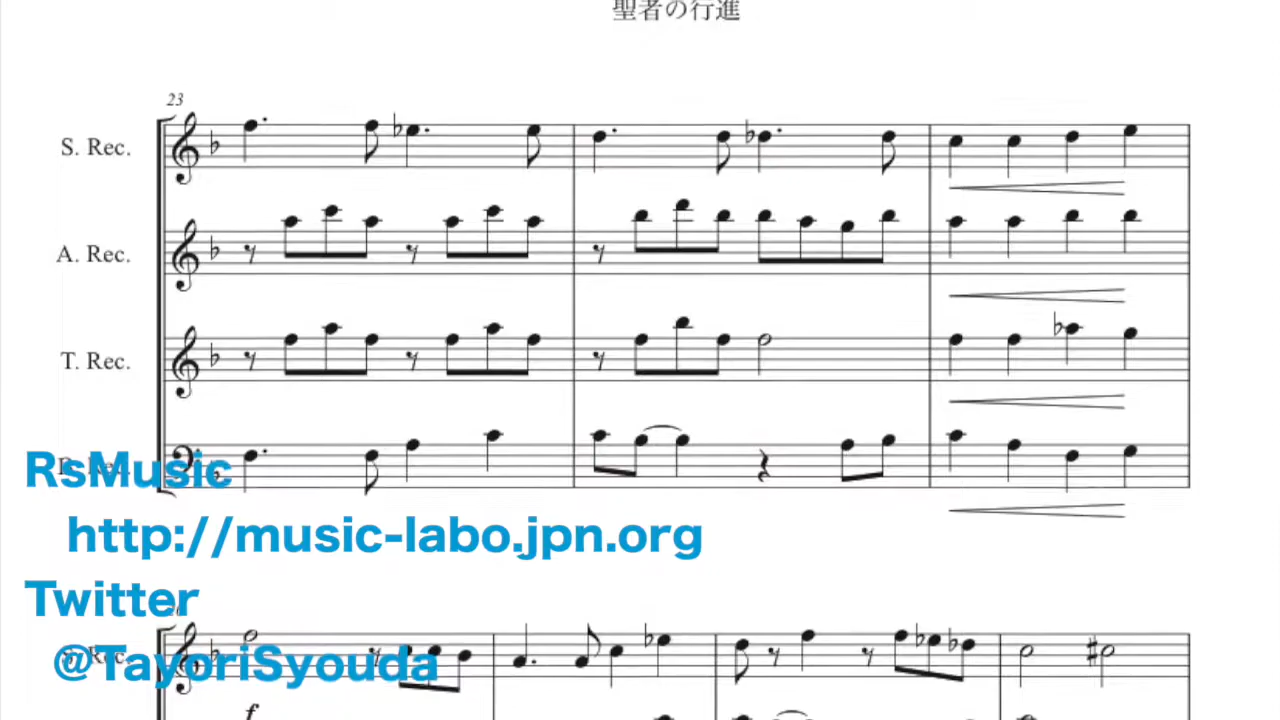 聖者の行進
23
S. Rec.
A. Rec.
T. Rec.
RsMusic
http://music-labo.jpn.org
Twitter
@TayoriSyouda
f